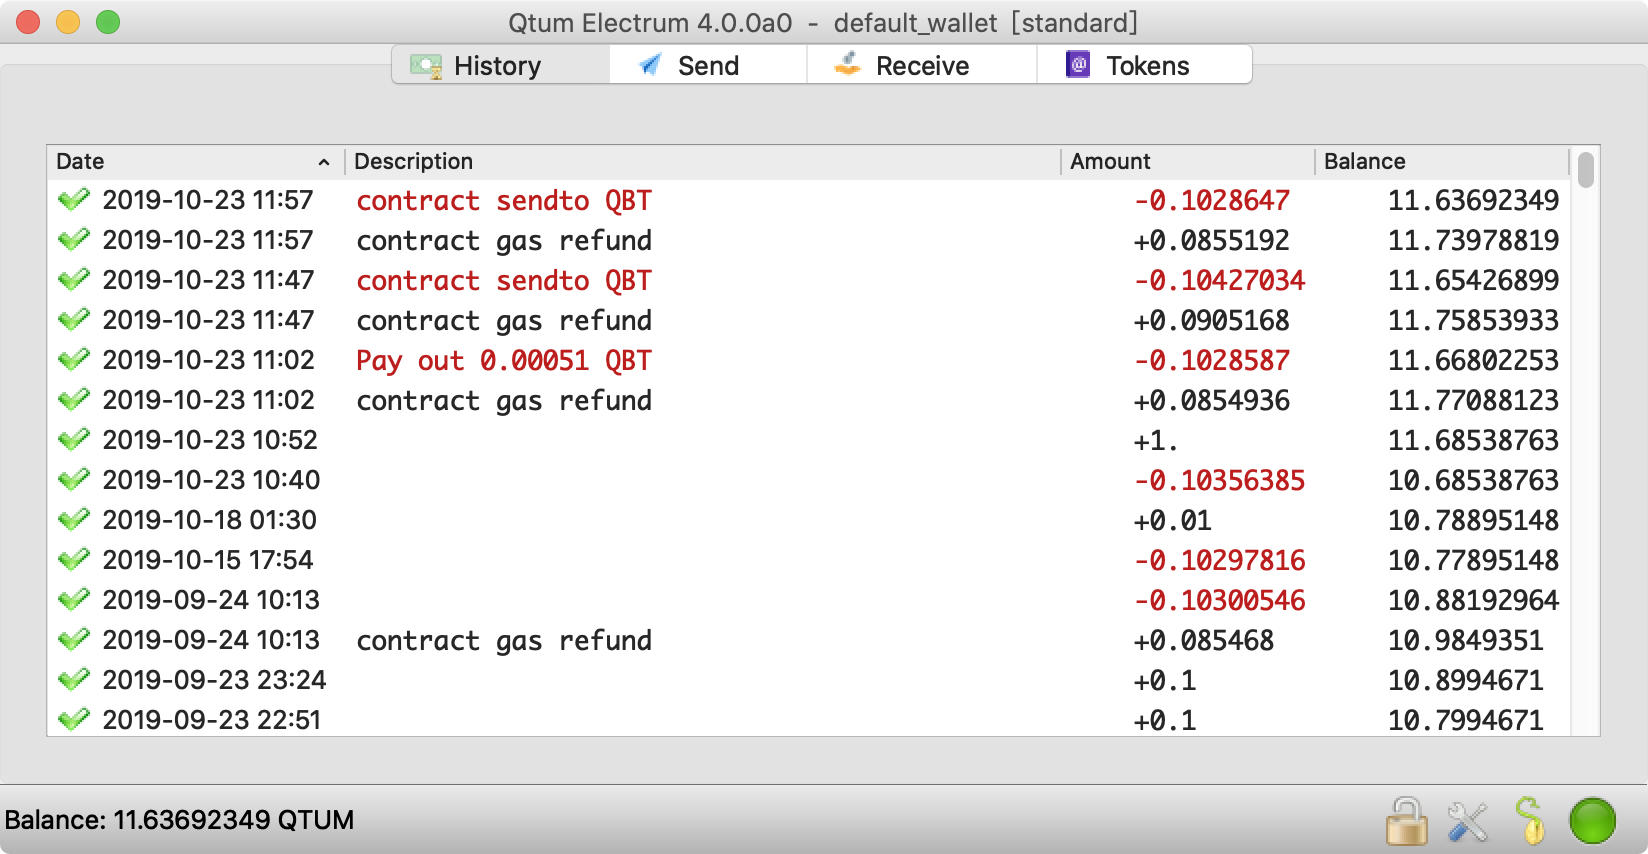 Qtum Electrum 4.0.0a0 - default_wallet [standard]
History Send Receive Tokens
Date Description Amount Balance
2019-10-23 11:57 contract sendto QBT -0.1028647 11.63692349
2019-10-23 11:57 contract gas refund +0.0855192 11.73978819
2019-10-23 11:47 contract sendto QBT -0.10427034 11.65426899
2019-10-23 11:47 contract gas refund +0.0905168 11.75853933
2019-10-23 11:02 Pay out 0.00051 QBT -0.1028587 11.66802253
2019-10-23 11:02 contract gas refund +0.0854936 11.77088123
2019-10-23 10:52 +1. 11.68538763
2019-10-23 10:40 -0.10356385 10.68538763
2019-10-18 01:30 +0.01 10.78895148
2019-10-15 17:54 -0.10297816 10.77895148
2019-09-24 10:13 -0.10300546 10.88192964
2019-09-24 10:13 contract gas refund +0.085468 10.9849351
2019-09-23 23:24 +0.1 10.8994671
2019-09-23 22:51 +0.1 10.7994671
Balance: 11.63692349 QTUM